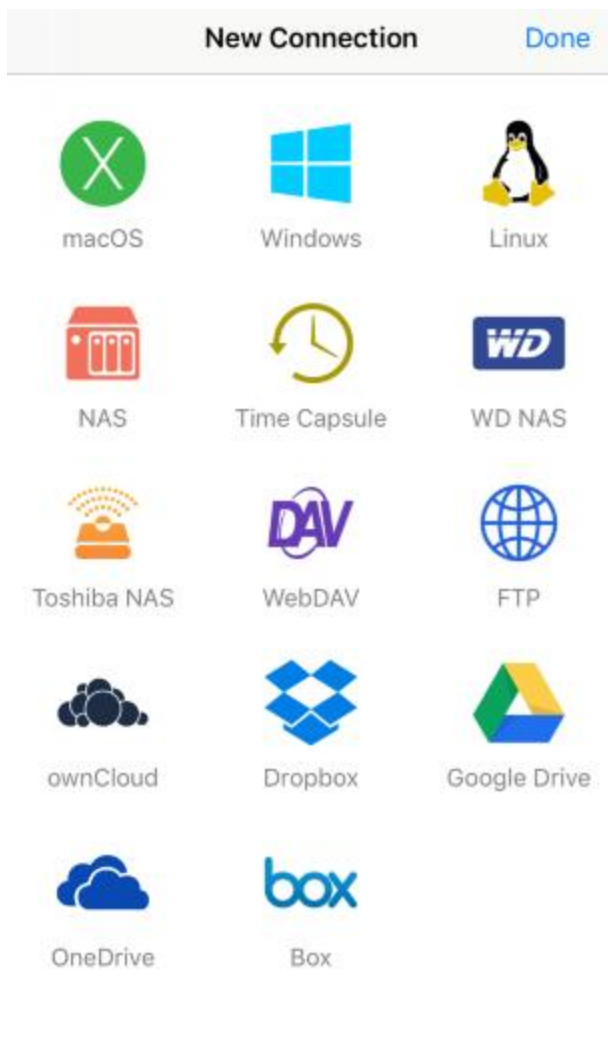 New Connection Done
macOS Windows Linux
WD
NAS Time Capsule WD NAS
DAV
Toshiba NAS WebDAV FTP
ownCloud Dropbox Google Drive
box
OneDrive Box